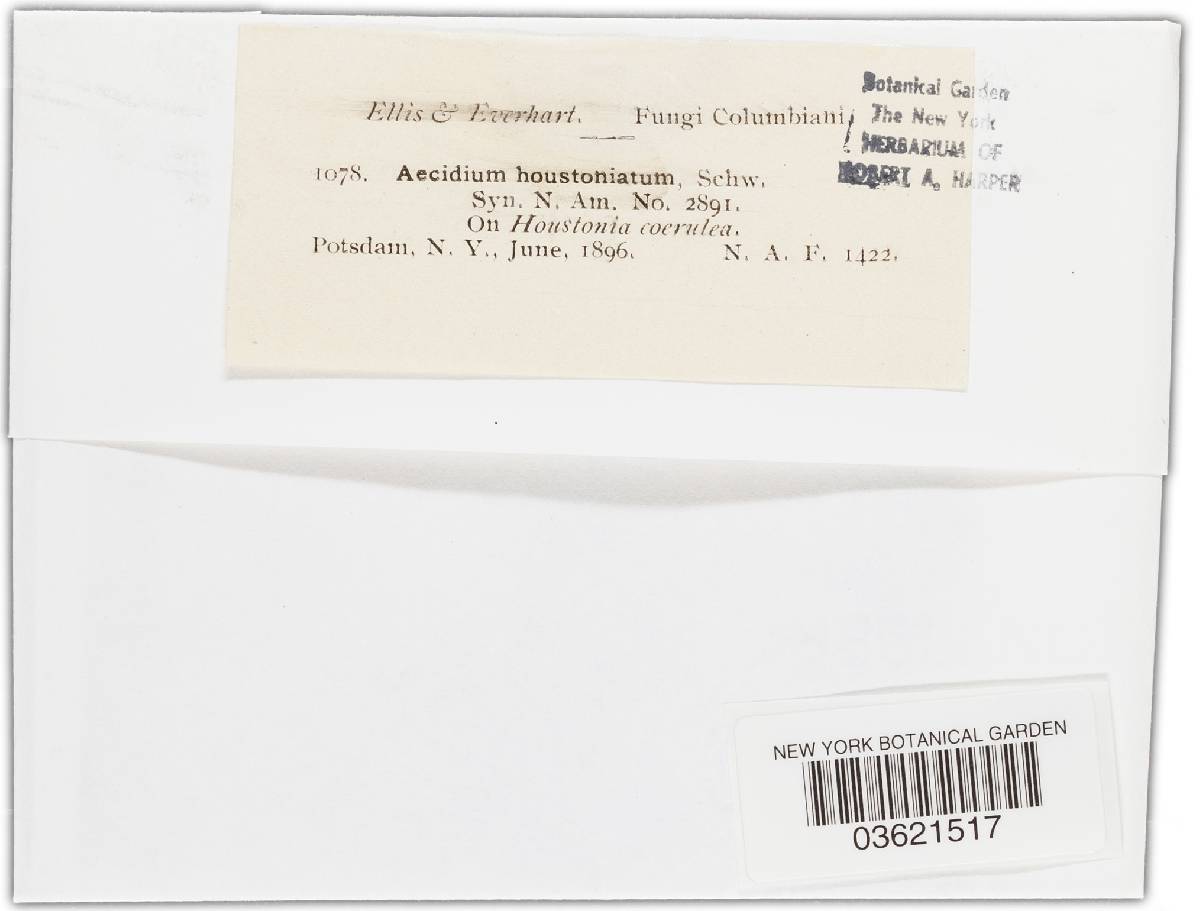 Ellis & Everhart. Fungi Columbiani
1078. Aecidium houstoniatum, Schw.
Syn. N. Am. No. 2891.
On Houstonia coerulea.
Potsdam, N. Y., June, 1896. N. A. F. 1422.
Botanical Garden
The New York
HERBARIUM OF
ROBERT A. HARPER
NEW YORK BOTANICAL GARDEN
03621517